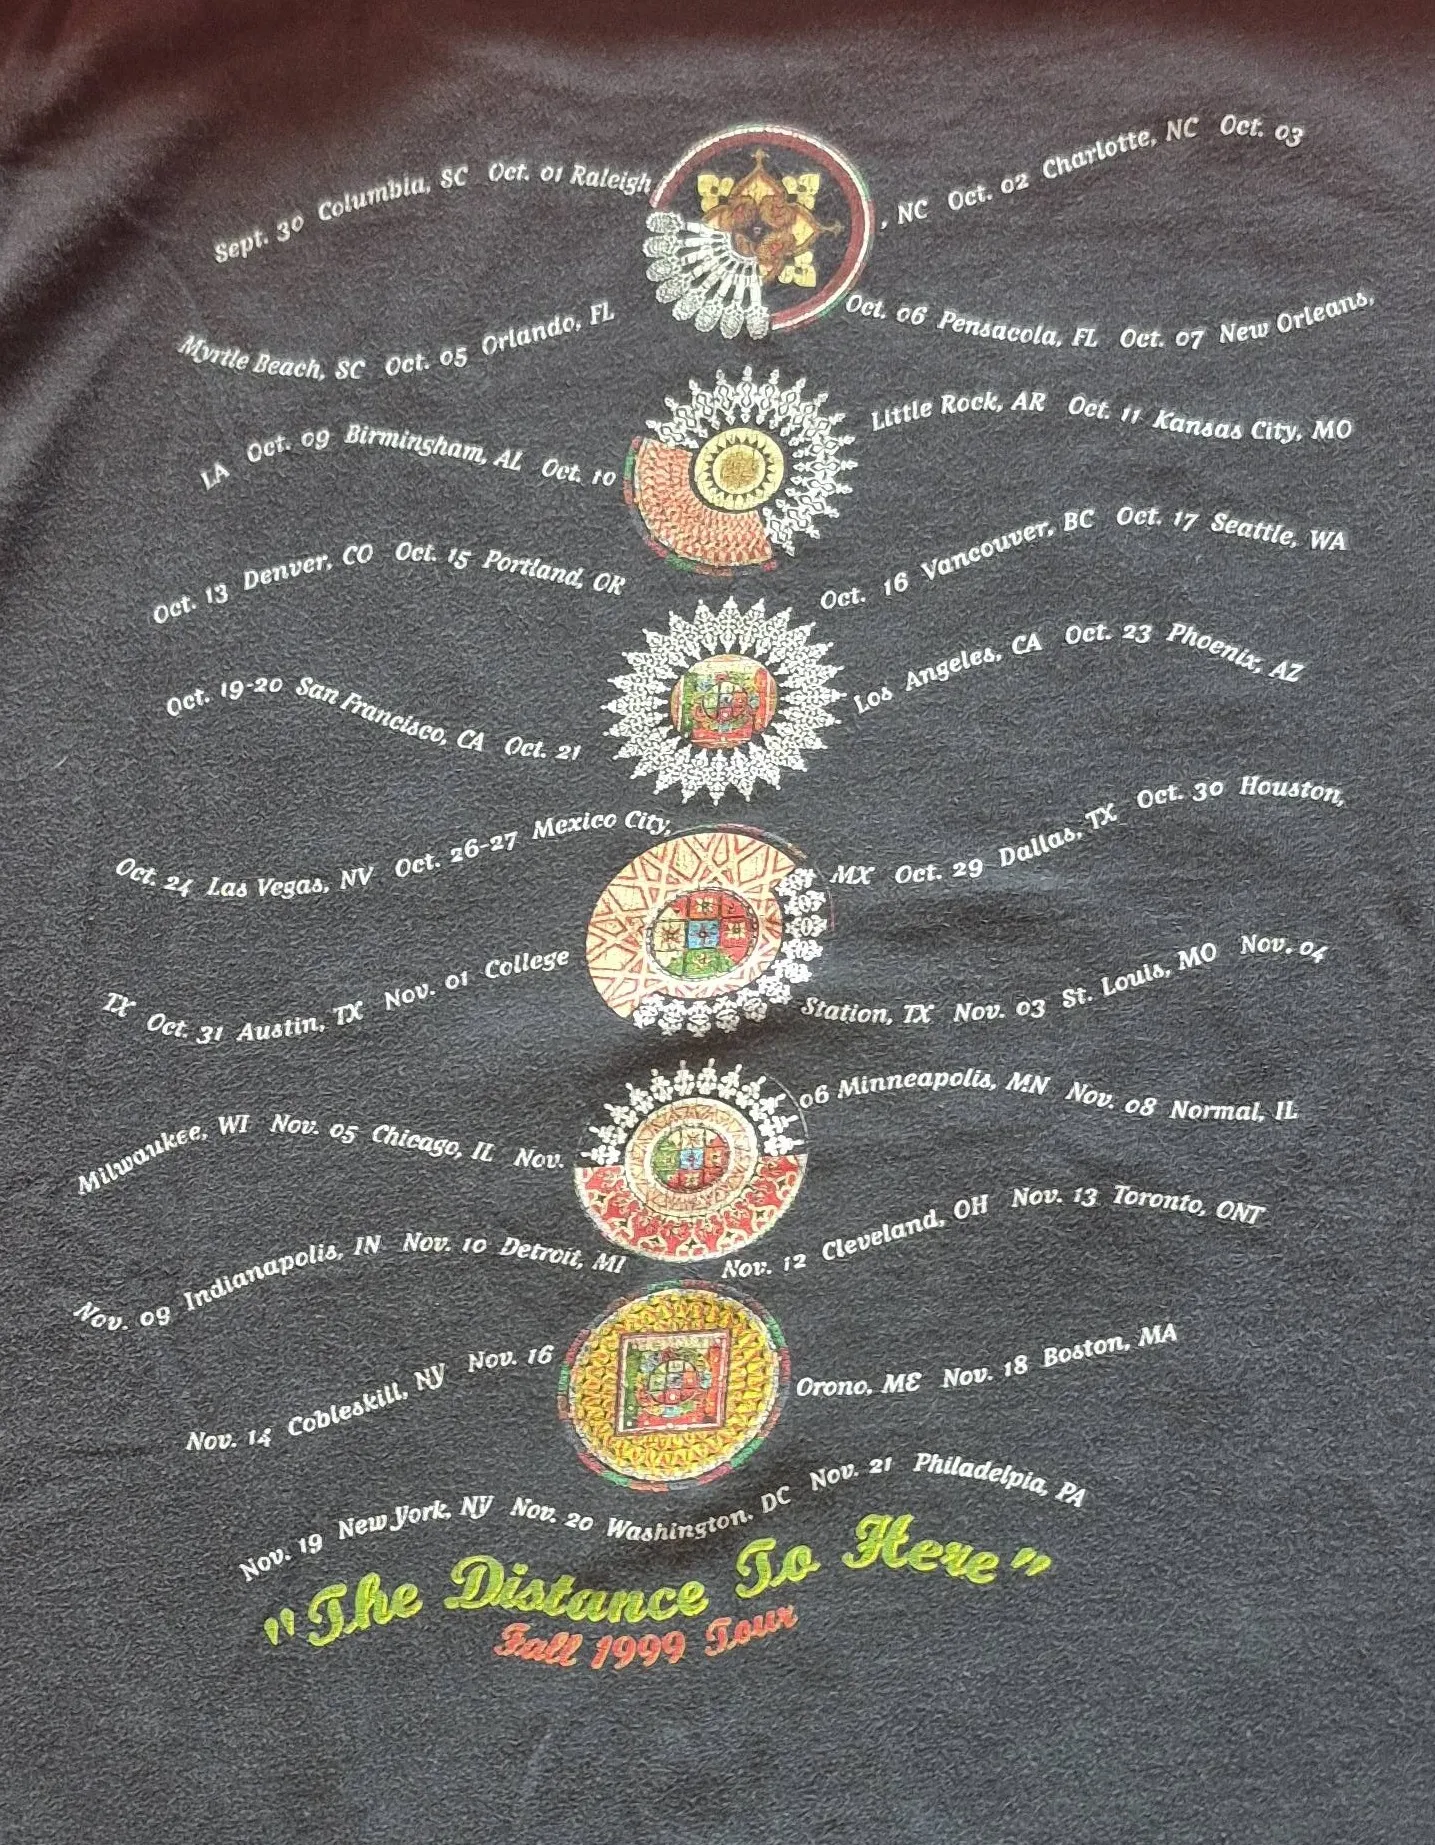 Sept. 30 Columbia, SC Oct. 01 Raleigh, NC Oct. 02 Charlotte, NC Oct. 03
Myrtle Beach, SC Oct. 05 Orlando, FL Oct. 06 Pensacola, FL Oct. 07 New Orleans,
LA Oct. 09 Birmingham, AL Oct. 10 Little Rock, AR Oct. 11 Kansas City, MO
Oct. 13 Denver, CO Oct. 15 Portland, OR Oct. 16 Vancouver, BC Oct. 17 Seattle, WA
Oct. 19-20 San Francisco, CA Oct. 21 Los Angeles, CA Oct. 23 Phoenix, AZ
Oct. 24 Las Vegas, NV Oct. 26-27 Mexico City, MX Oct. 29 Dallas, TX Oct. 30 Houston,
TX Oct. 31 Austin, TX Nov. 01 College Station, TX Nov. 03 St. Louis, MO Nov. 04
Milwaukee, WI Nov. 05 Chicago, IL Nov. 06 Minneapolis, MN Nov. 08 Normal, IL
Nov. 09 Indianapolis, IN Nov. 10 Detroit, MI Nov. 12 Cleveland, OH Nov. 13 Toronto, ONT
Nov. 14 Cobleskill, NY Nov. 16 Orono, ME Nov. 18 Boston, MA
Nov. 19 New York, NY Nov. 20 Washington, DC Nov. 21 Philadelpia, PA
"The Distance To Here"
Fall 1999 Tour